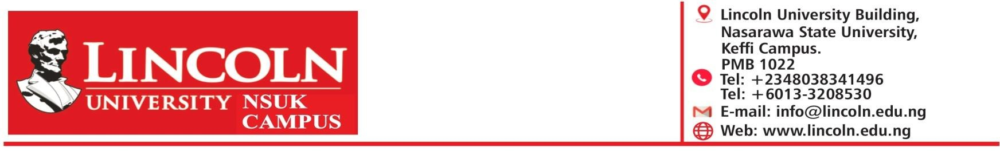 LINCOLN
UNIVERSITY NSUK
CAMPUS
Lincoln University Building,
Nasarawa State University,
Keffi Campus.
PMB 1022
Tel: +2348038341496
Tel: +6013-3208530
E-mail: info@lincoln.edu.ng
Web: www.lincoln.edu.ng